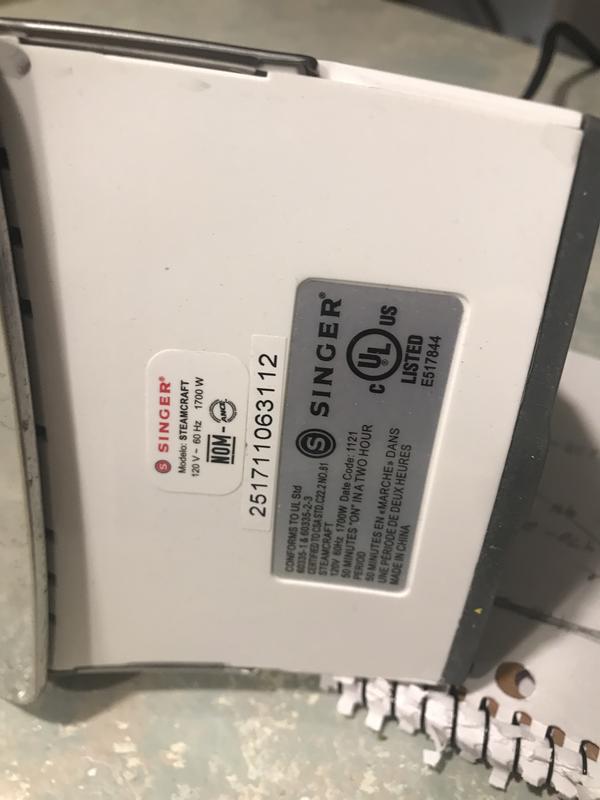 SINGER®
Modelo: STEAMCRAFT
120 V ~ 60 Hz 1700 W
NOM-ANCE
251711063112
S SINGER®
C UL US
®
LISTED
E517844
CONFORMS TO UL Std
60335-1 & 60335-2-3
CERTIFIED TO CSA STD. C22.2 NO.81
STEAMCRAFT
120V 60Hz 1700W Date Code: 1121
50 MINUTES "ON" IN A TWO HOUR
PERIOD
50 MINUTES EN «MARCHE» DANS
UNE PÉRIODE DE DEUX HEURES
MADE IN CHINA